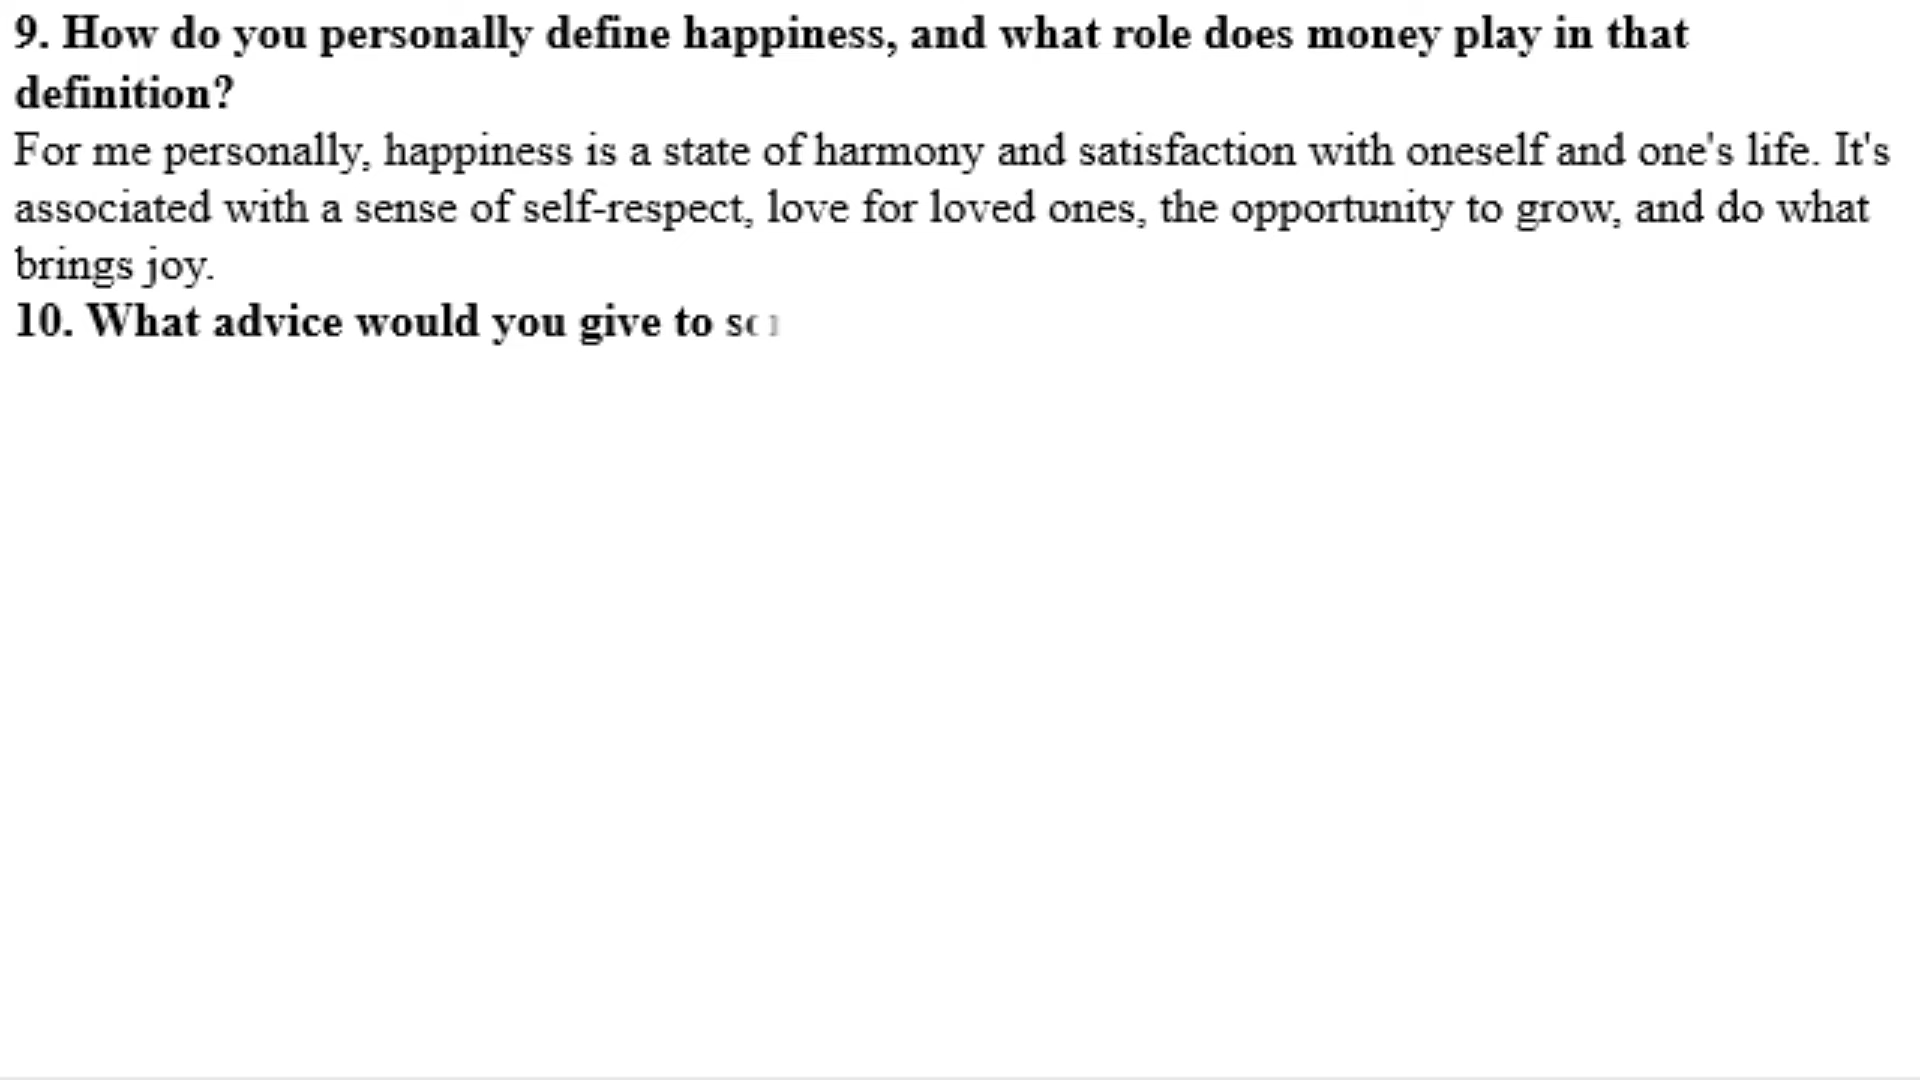 9. How do you personally define happiness, and what role does money play in that
definition?
For me personally, happiness is a state of harmony and satisfaction with oneself and one's life. It's
associated with a sense of self-respect, love for loved ones, the opportunity to grow, and do what
brings joy.
10. What advice would you give to